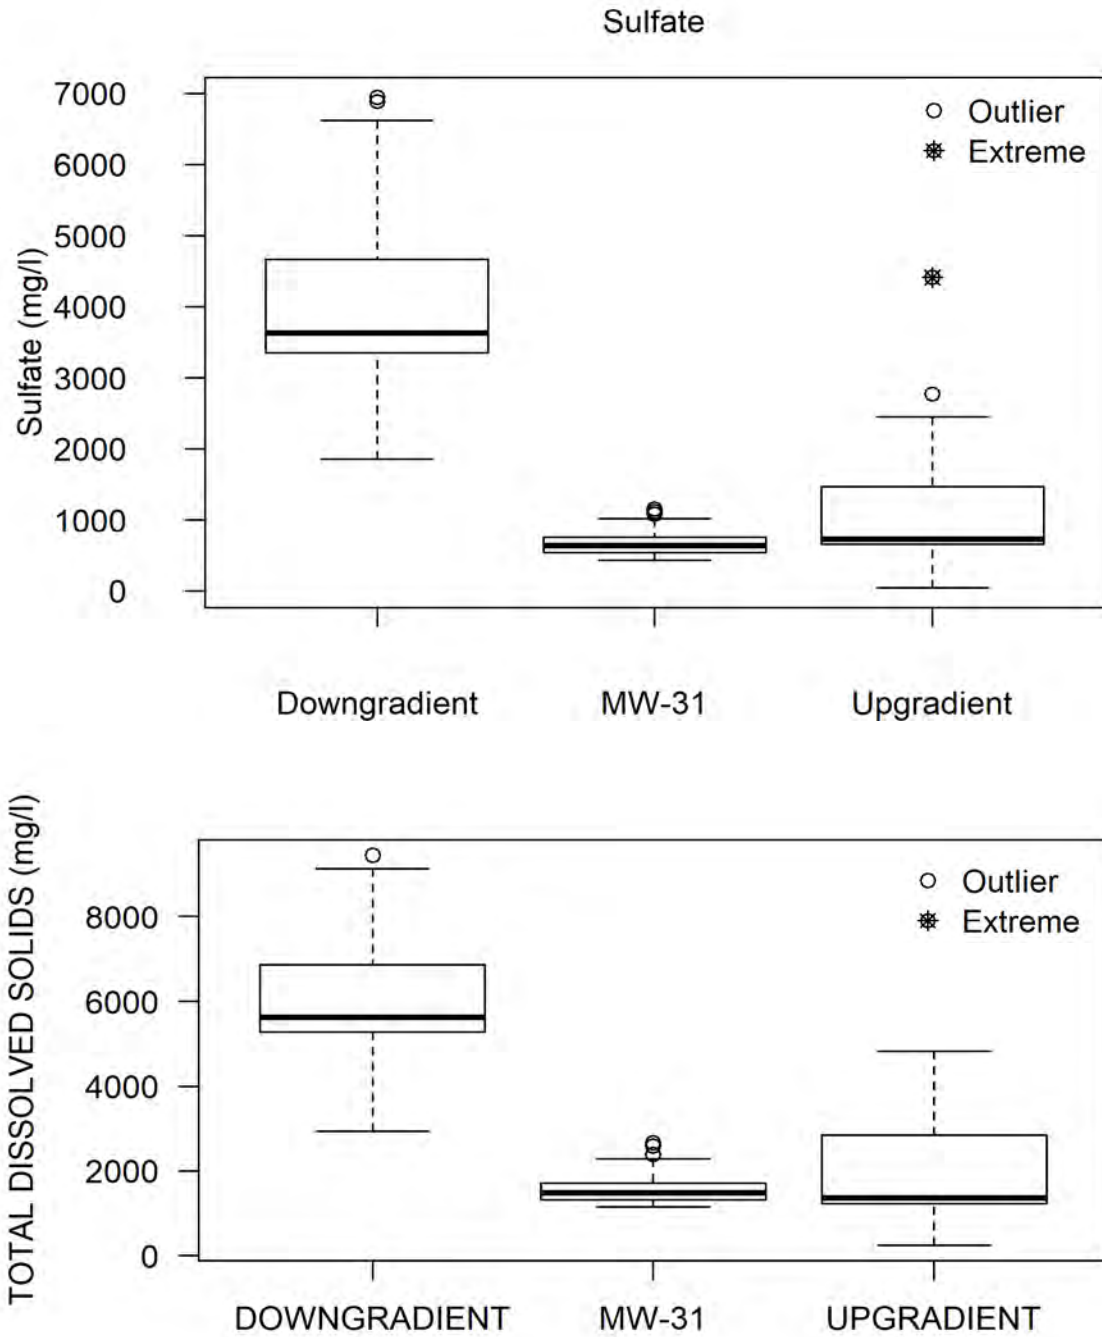 Sulfate
Sulfate (mg/l)
7000
6000
5000
4000
3000
2000
1000
0
Outlier
Extreme
Downgradient
MW-31
Upgradient
TOTAL DISSOLVED SOLIDS (mg/l)
8000
6000
4000
2000
0
Outlier
Extreme
DOWNGRADIENT
MW-31
UPGRADIENT